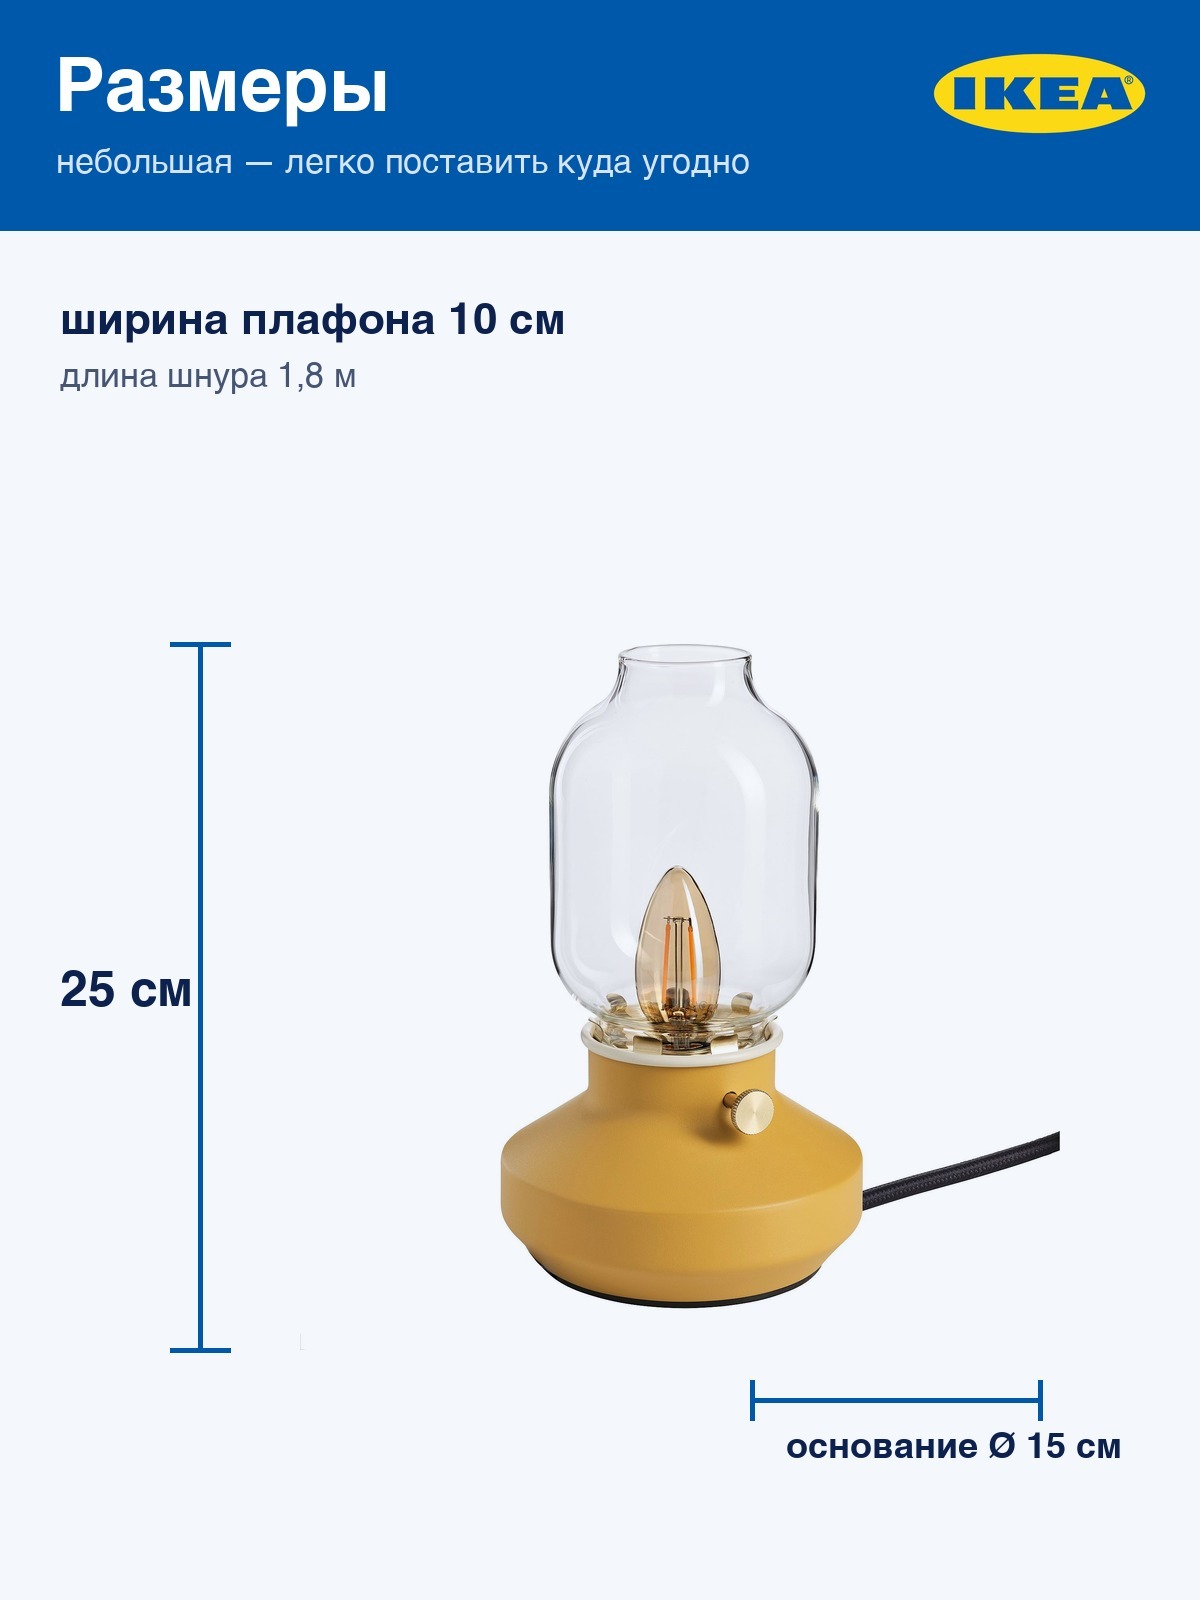 Размеры
IKEA®
небольшая — легко поставить куда угодно
ширина плафона 10 см
длина шнура 1,8 м
25 см
основание Ø 15 см